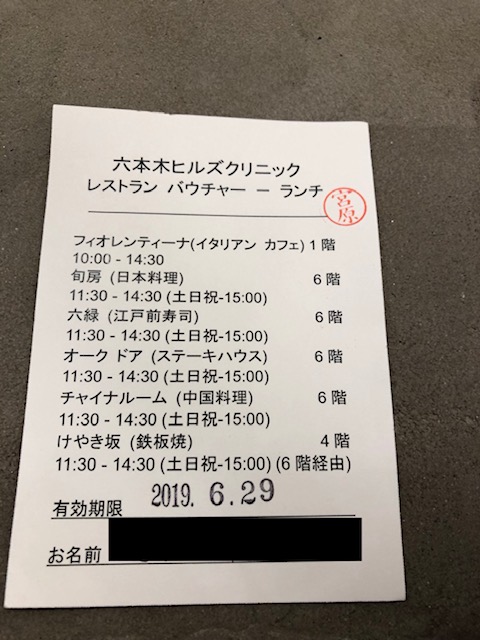 六本木ヒルズクリニック
レストラン バウチャー ー ランチ
宮原
フィオレンティーナ(イタリアン カフェ) 1 階
10:00 - 14:30
旬房 (日本料理) 6 階
11:30 - 14:30 (土日祝-15:00)
六緑 (江戸前寿司) 6 階
11:30 - 14:30 (土日祝-15:00)
オーク ドア (ステーキハウス) 6 階
11:30 - 14:30 (土日祝-15:00)
チャイナルーム (中国料理) 6 階
11:30 - 14:30 (土日祝-15:00)
けやき坂 (鉄板焼) 4 階
11:30 - 14:30 (土日祝-15:00) (6 階経由)
有効期限 2019. 6.29
お名前